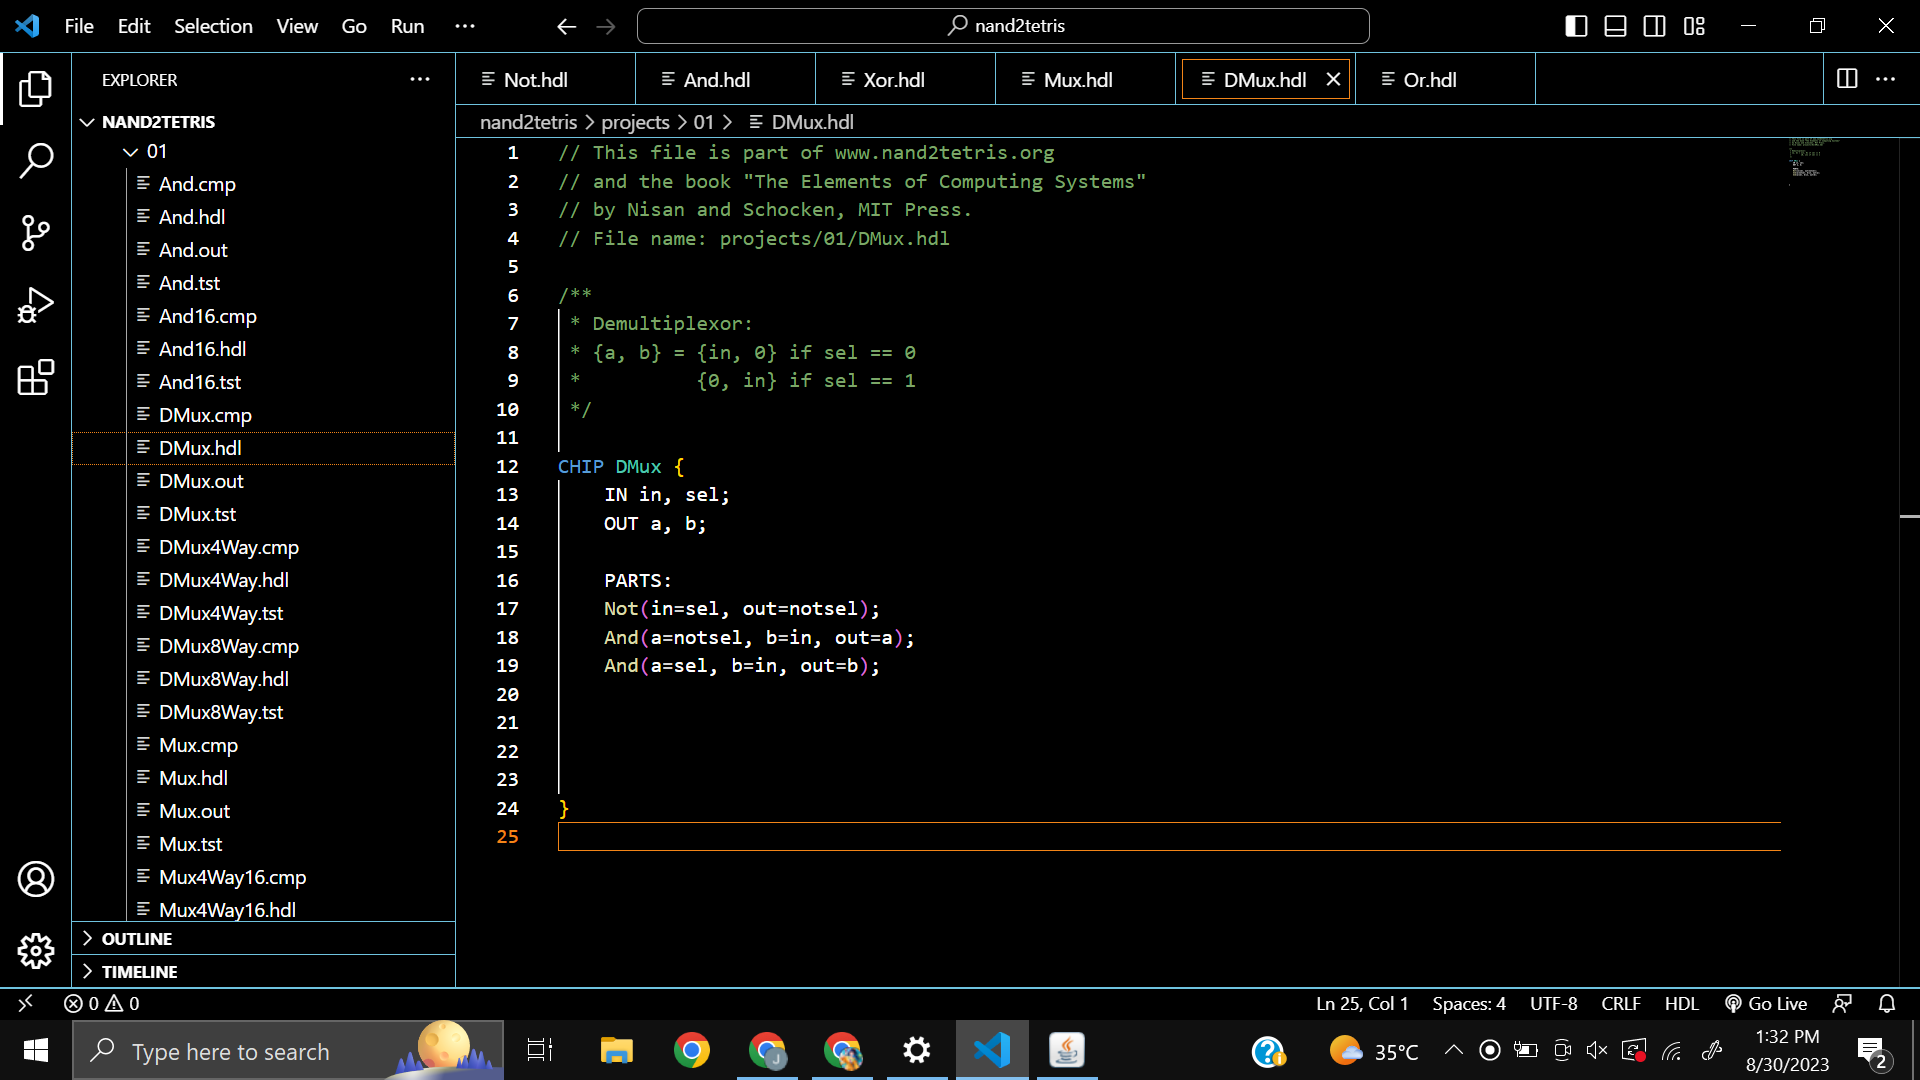 File Edit Selection View Go Run ···
nand2tetris
EXPLORER
NAND2TETRIS
01
And.cmp
And.hdl
And.out
And.tst
And16.cmp
And16.hdl
And16.tst
DMux.cmp
DMux.hdl
DMux.out
DMux.tst
DMux4Way.cmp
DMux4Way.hdl
DMux4Way.tst
DMux8Way.cmp
DMux8Way.hdl
DMux8Way.tst
Mux.cmp
Mux.hdl
Mux.out
Mux.tst
Mux4Way16.cmp
Mux4Way16.hdl
OUTLINE
TIMELINE
Not.hdl And.hdl Xor.hdl Mux.hdl DMux.hdl Or.hdl
nand2tetris > projects > 01 > DMux.hdl
1 // This file is part of www.nand2tetris.org
2 // and the book "The Elements of Computing Systems"
3 // by Nisan and Schocken, MIT Press.
4 // File name: projects/01/DMux.hdl
5
6 /**
7  * Demultiplexor:
8  * {a, b} = {in, 0} if sel == 0
9  *          {0, in} if sel == 1
10  */
11
12 CHIP DMux {
13     IN in, sel;
14     OUT a, b;
15
16     PARTS:
17     Not(in=sel, out=notsel);
18     And(a=notsel, b=in, out=a);
19     And(a=sel, b=in, out=b);
20
21
22
23
24 }
25
0 0
Ln 25, Col 1 Spaces: 4 UTF-8 CRLF HDL Go Live
Type here to search
J
35°C
1:32 PM
8/30/2023
2